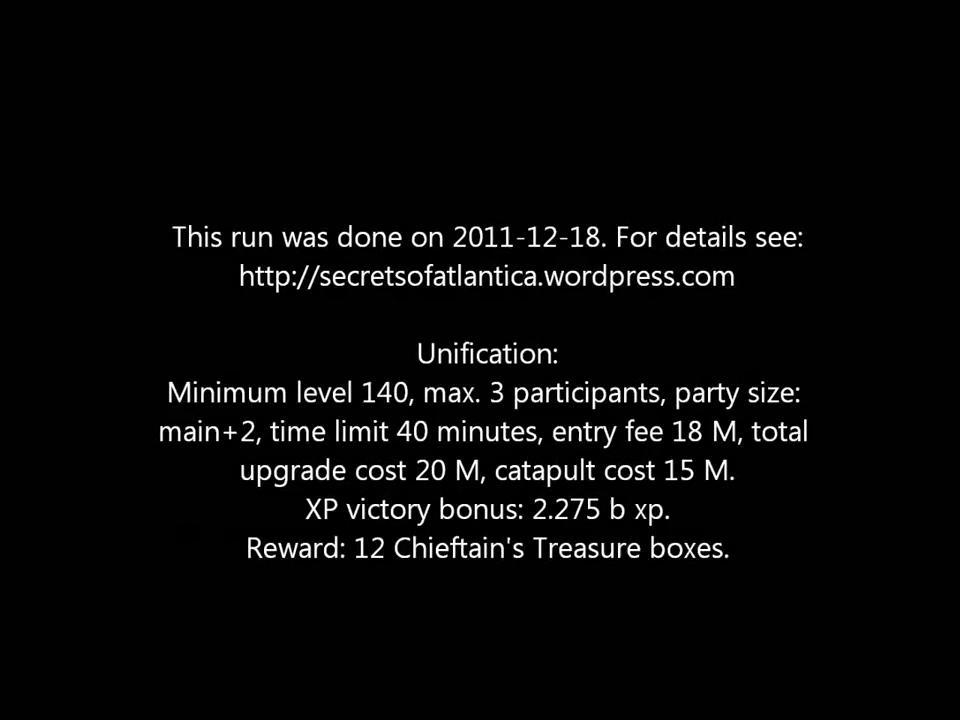 This run was done on 2011-12-18. For details see:
http://secretsofatlantica.wordpress.com
Unification:
Minimum level 140, max. 3 participants, party size:
main+2, time limit 40 minutes, entry fee 18 M, total
upgrade cost 20 M, catapult cost 15 M.
XP victory bonus: 2.275 b xp.
Reward: 12 Chieftain's Treasure boxes.